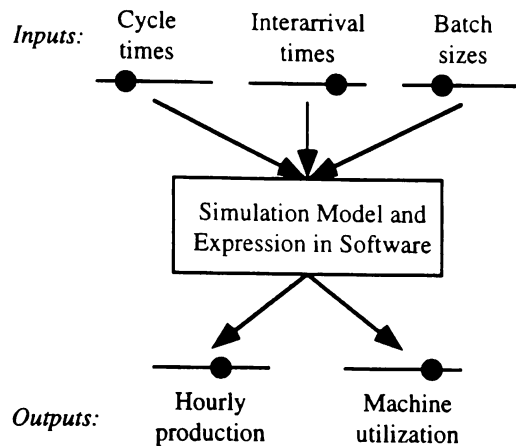 Inputs:
Cycle times
Interarrival times
Batch sizes
Simulation Model and
Expression in Software
Outputs:
Hourly production
Machine utilization